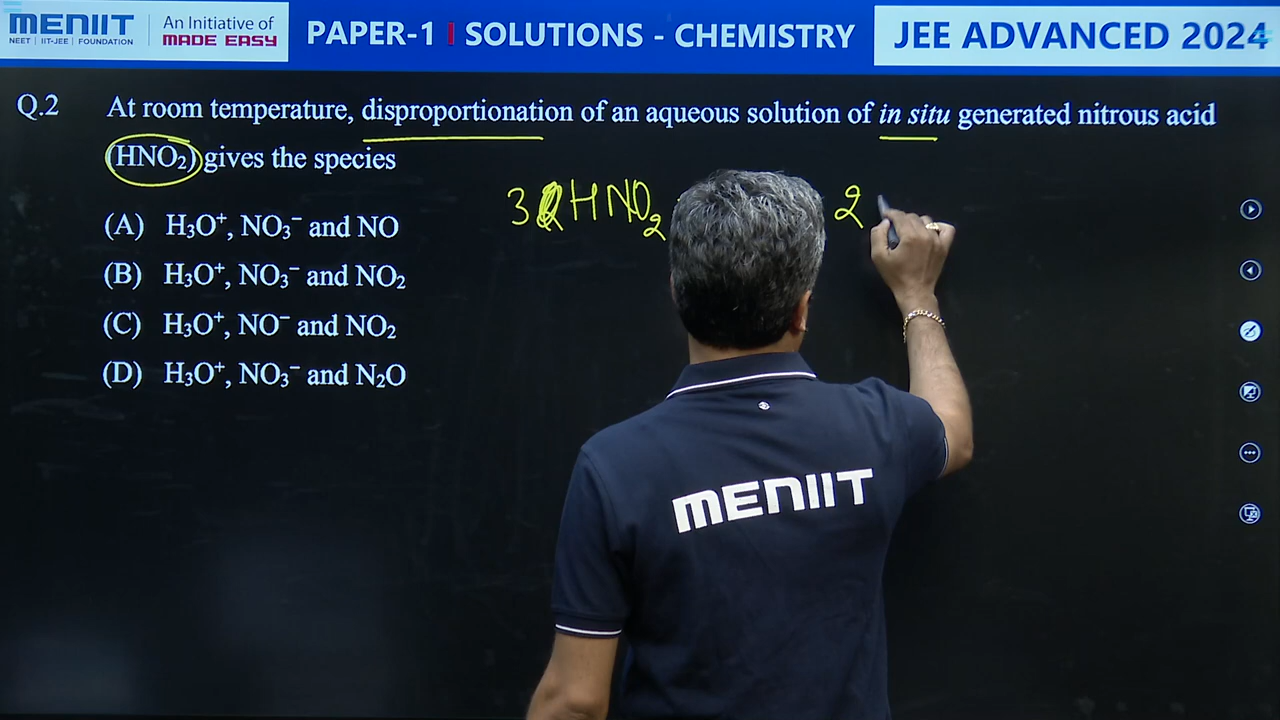 MENIIT
NEET | IIT-JEE | FOUNDATION
An Initiative of
MADE EASY
PAPER-1 | SOLUTIONS - CHEMISTRY
JEE ADVANCED 2024
Q.2 At room temperature, disproportionation of an aqueous solution of in situ generated nitrous acid
(HNO₂) gives the species
3 HNO₂ 2
(A) H₃O⁺, NO₃⁻ and NO
(B) H₃O⁺, NO₃⁻ and NO₂
(C) H₃O⁺, NO⁻ and NO₂
(D) H₃O⁺, NO₃⁻ and N₂O
MENIIT